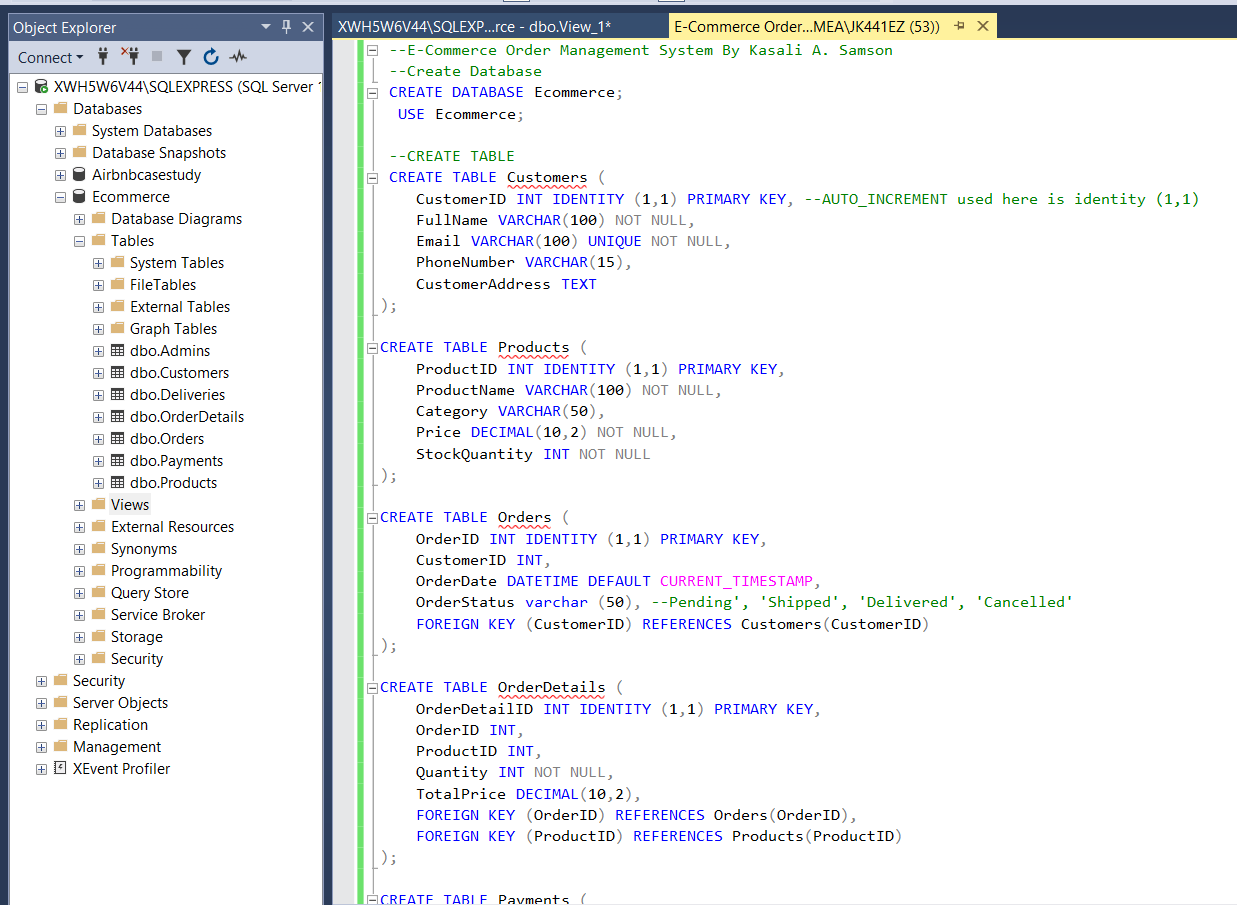 Object Explorer
Connect
XWH5W6V44\SQLEXPRESS (SQL Server
Databases
System Databases
Database Snapshots
Airbnbcasestudy
Ecommerce
Database Diagrams
Tables
System Tables
FileTables
External Tables
Graph Tables
dbo.Admins
dbo.Customers
dbo.Deliveries
dbo.OrderDetails
dbo.Orders
dbo.Payments
dbo.Products
Views
External Resources
Synonyms
Programmability
Query Store
Service Broker
Storage
Security
Security
Server Objects
Replication
Management
XEvent Profiler
XWH5W6V44\SQLEXP...rce - dbo.View_1*
E-Commerce Order...MEA\JK441EZ (53))
--E-Commerce Order Management System By Kasali A. Samson
--Create Database
CREATE DATABASE Ecommerce;
USE Ecommerce;
--CREATE TABLE
CREATE TABLE Customers (
CustomerID INT IDENTITY (1,1) PRIMARY KEY, --AUTO_INCREMENT used here is identity (1,1)
FullName VARCHAR(100) NOT NULL,
Email VARCHAR(100) UNIQUE NOT NULL,
PhoneNumber VARCHAR(15),
CustomerAddress TEXT
);
CREATE TABLE Products (
ProductID INT IDENTITY (1,1) PRIMARY KEY,
ProductName VARCHAR(100) NOT NULL,
Category VARCHAR(50),
Price DECIMAL(10,2) NOT NULL,
StockQuantity INT NOT NULL
);
CREATE TABLE Orders (
OrderID INT IDENTITY (1,1) PRIMARY KEY,
CustomerID INT,
OrderDate DATETIME DEFAULT CURRENT_TIMESTAMP,
OrderStatus varchar (50), --Pending', 'Shipped', 'Delivered', 'Cancelled'
FOREIGN KEY (CustomerID) REFERENCES Customers(CustomerID)
);
CREATE TABLE OrderDetails (
OrderDetailID INT IDENTITY (1,1) PRIMARY KEY,
OrderID INT,
ProductID INT,
Quantity INT NOT NULL,
TotalPrice DECIMAL(10,2),
FOREIGN KEY (OrderID) REFERENCES Orders(OrderID),
FOREIGN KEY (ProductID) REFERENCES Products(ProductID)
);
CREATE TABLE Payments (